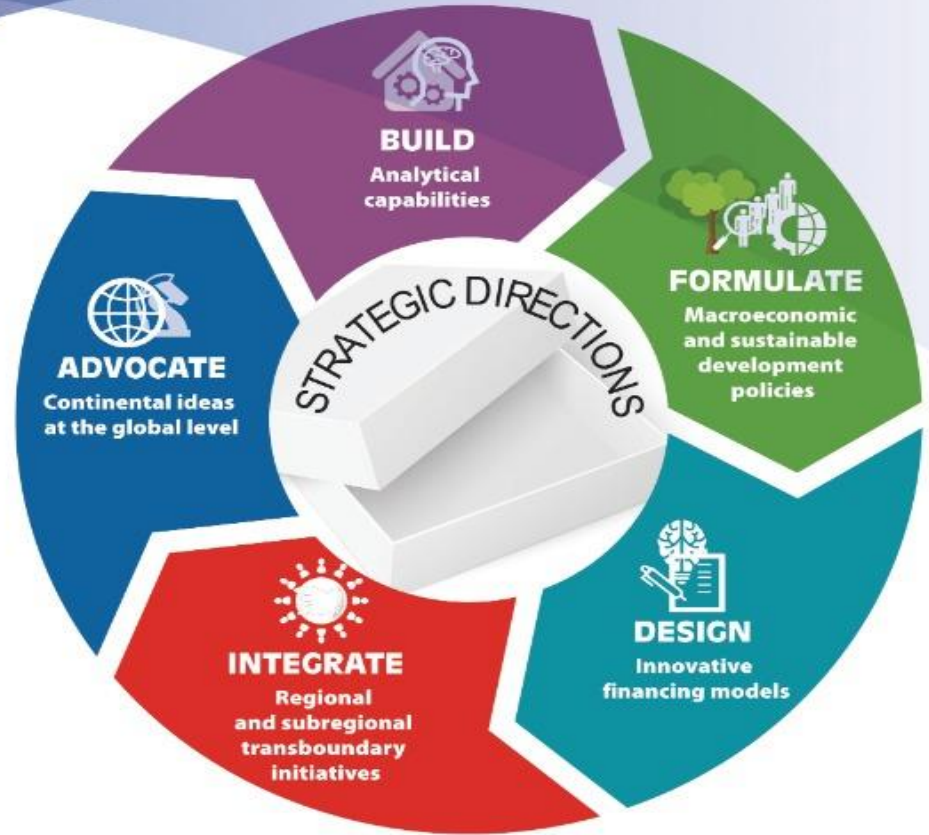 BUILD
Analytical
capabilities
FORMULATE
Macroeconomic
and sustainable
development
policies
DESIGN
Innovative
financing models
INTEGRATE
Regional
and subregional
transboundary
initiatives
ADVOCATE
Continental ideas
at the global level
STRATEGIC DIRECTIONS